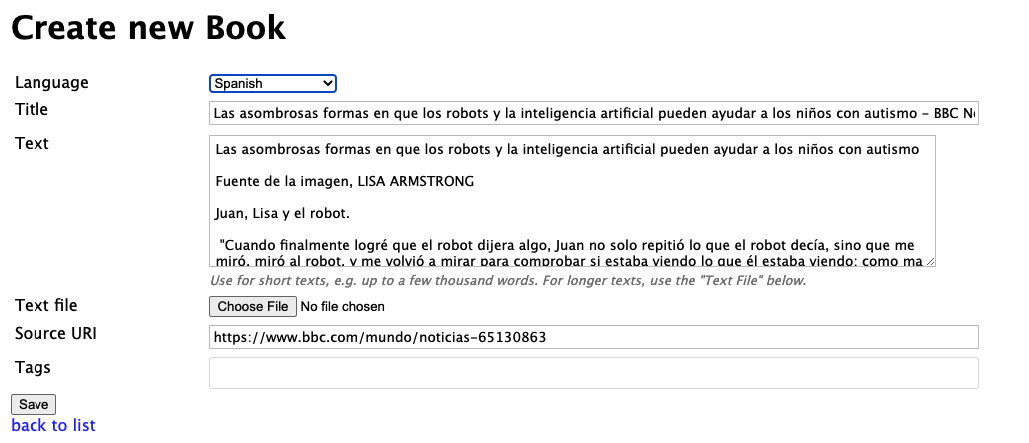 Create new Book
Language
Spanish
Title
Las asombrosas formas en que los robots y la inteligencia artificial pueden ayudar a los niños con autismo - BBC
Text
Las asombrosas formas en que los robots y la inteligencia artificial pueden ayudar a los niños con autismo
Fuente de la imagen, LISA ARMSTRONG
Juan, Lisa y el robot.
"Cuando finalmente logré que el robot dijera algo, Juan no solo repitió lo que el robot decía, sino que me
miró, miró al robot, y me volvió a mirar para comprobar si estaba viendo lo que él estaba viendo: como ma
Use for short texts, e.g. up to a few thousand words. For longer texts, use the "Text File" below.
Text file
Choose File No file chosen
Source URI
https://www.bbc.com/mundo/noticias-65130863
Tags
Save
back to list